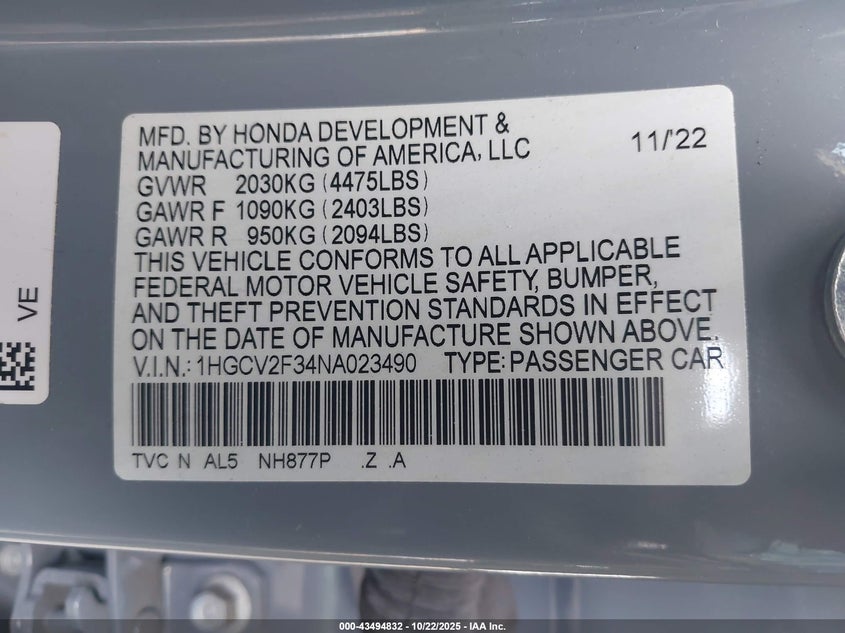 MFD. BY HONDA DEVELOPMENT &
MANUFACTURING OF AMERICA, LLC 11/'22
GVWR 2030KG (4475LBS)
GAWR F 1090KG (2403LBS)
GAWR R 950KG (2094LBS)
THIS VEHICLE CONFORMS TO ALL APPLICABLE
FEDERAL MOTOR VEHICLE SAFETY, BUMPER,
AND THEFT PREVENTION STANDARDS IN EFFECT
ON THE DATE OF MANUFACTURE SHOWN ABOVE.
V.I.N.: 1HGCV2F34NA023490 TYPE: PASSENGER CAR
TVC N AL5 NH877P .Z .A
VE
000-43494832 - 10/22/2025 - IAA Inc.